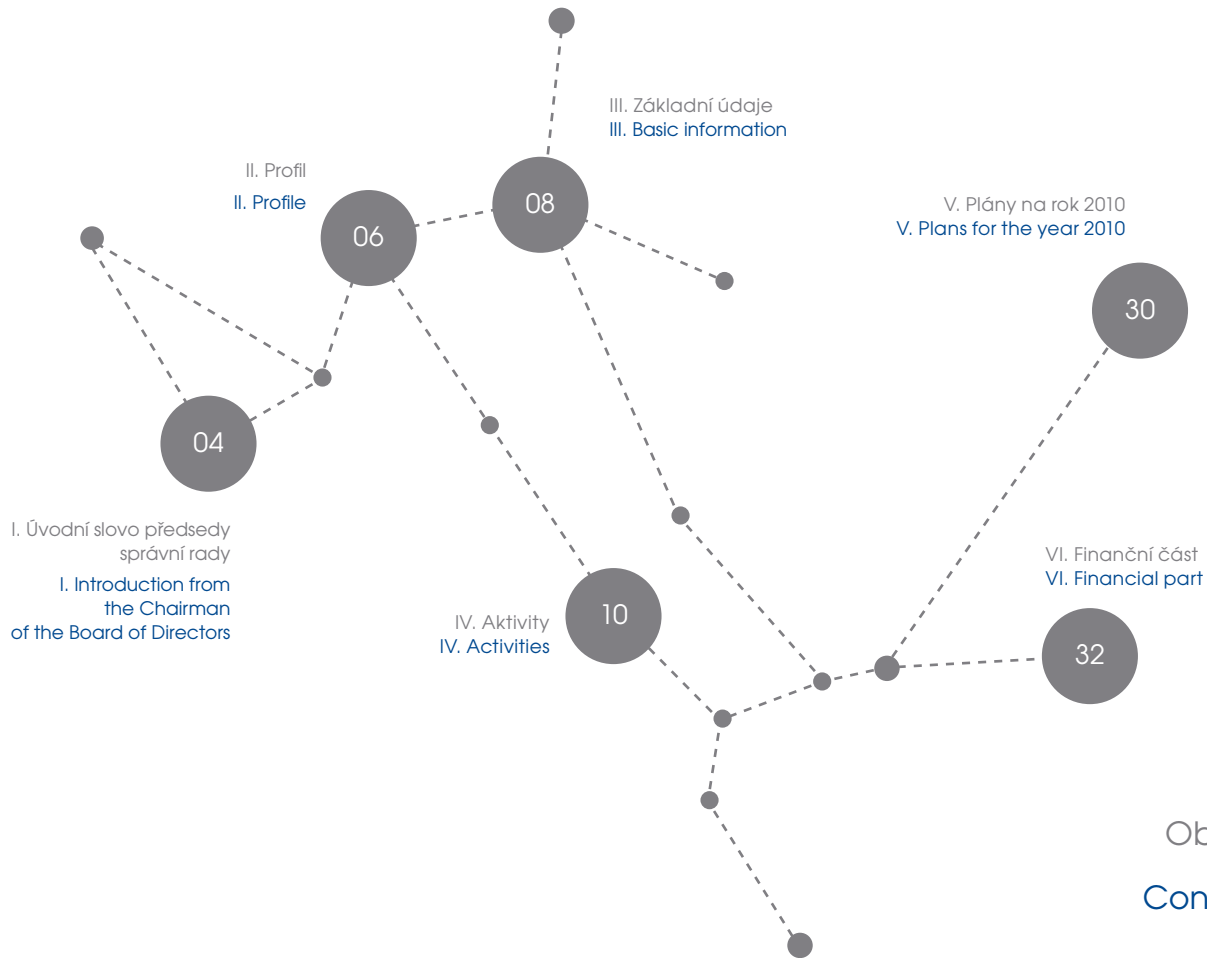 III. Základní údaje
III. Basic information
08
II. Profil
II. Profile
06
V. Plány na rok 2010
V. Plans for the year 2010
30
04
I. Úvodní slovo předsedy
správní rady
I. Introduction from
the Chairman
of the Board of Directors
IV. Aktivity
IV. Activities
10
VI. Finanční část
VI. Financial part
32
Ob
Con